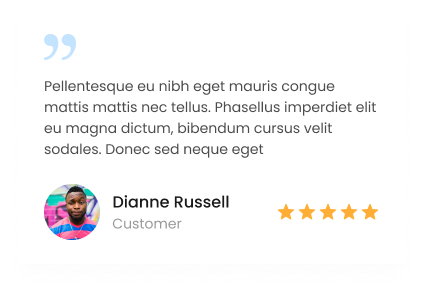 ”
Pellentesque eu nibh eget mauris congue
mattis mattis nec tellus. Phasellus imperdiet elit
eu magna dictum, bibendum cursus velit
sodales. Donec sed neque eget
Dianne Russell
Customer